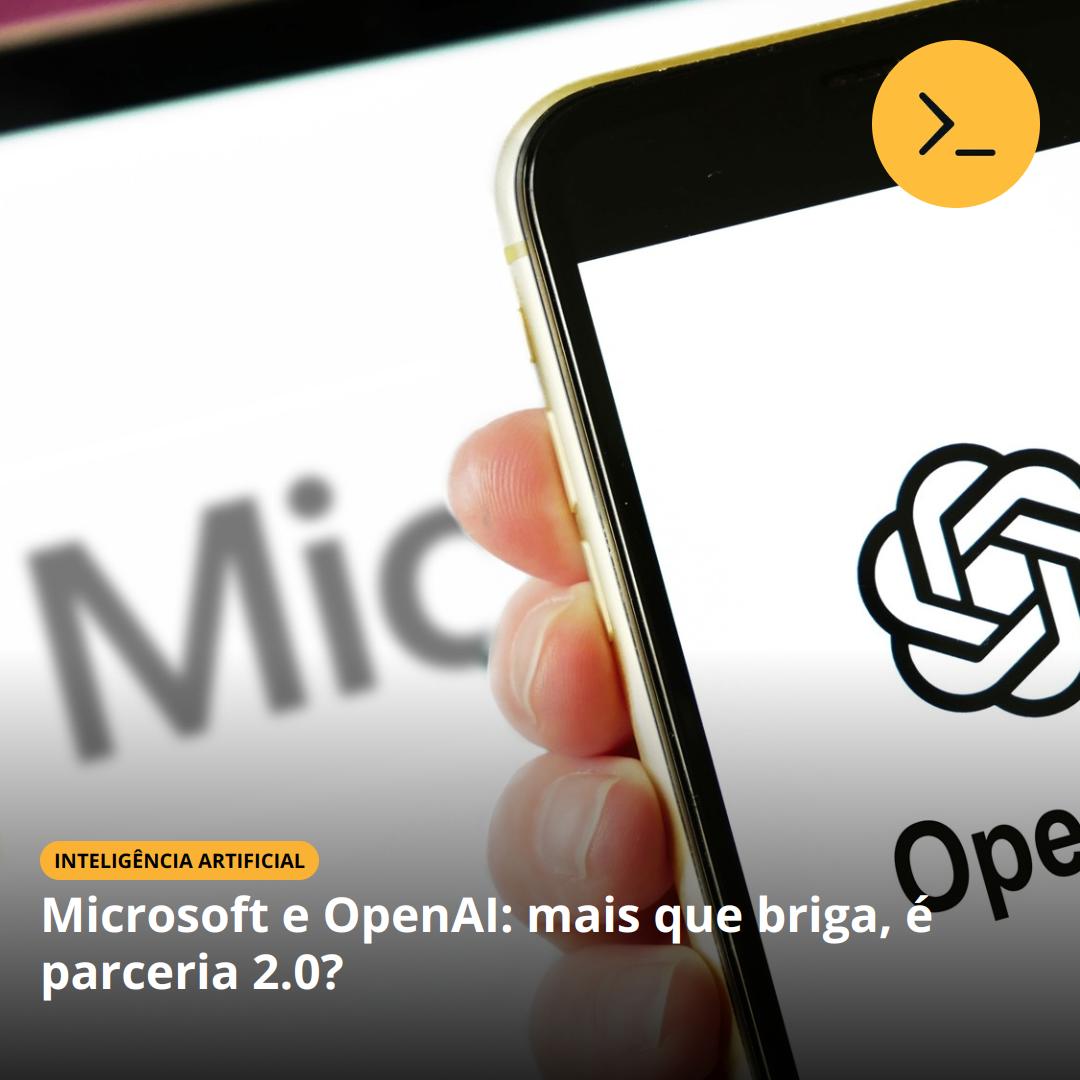 Mic
Ope
INTELIGÊNCIA ARTIFICIAL
Microsoft e OpenAI: mais que briga, é
parceria 2.0?